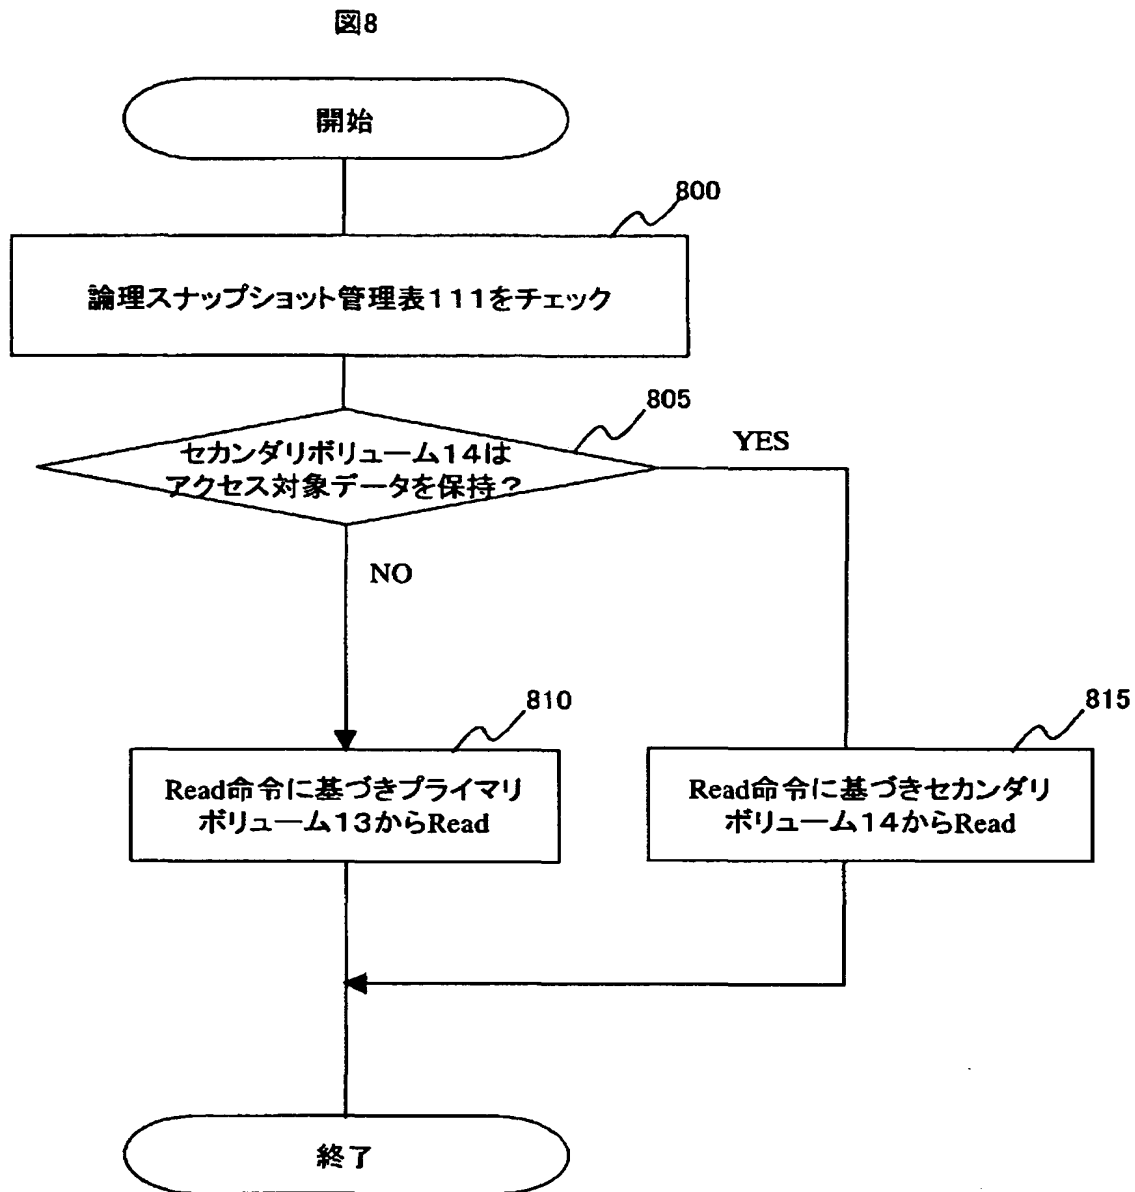 図8
開始
800
論理スナップショット管理表111をチェック
805
セカンダリボリューム14は
アクセス対象データを保持?
YES
NO
810
815
Read命令に基づきプライマリ
ボリューム13からRead
Read命令に基づきセカンダリ
ボリューム14からRead
終了